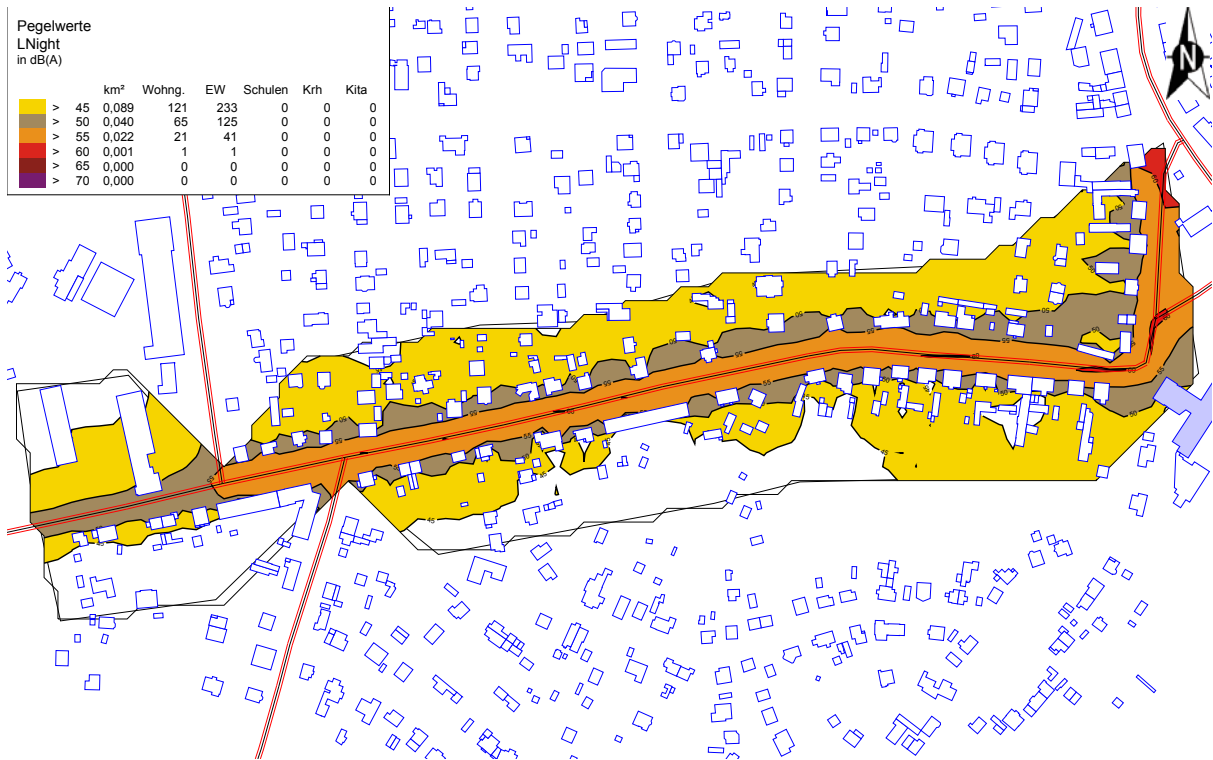 Pegelwerte
LNight
in dB(A)
km² Wohng. EW Schulen Krh Kita
> 45 0,089 121 233 0 0 0
> 50 0,040 65 125 0 0 0
> 55 0,022 21 41 0 0 0
> 60 0,001 1 1 0 0 0
> 65 0,000 0 0 0 0 0
> 70 0,000 0 0 0 0 0
N